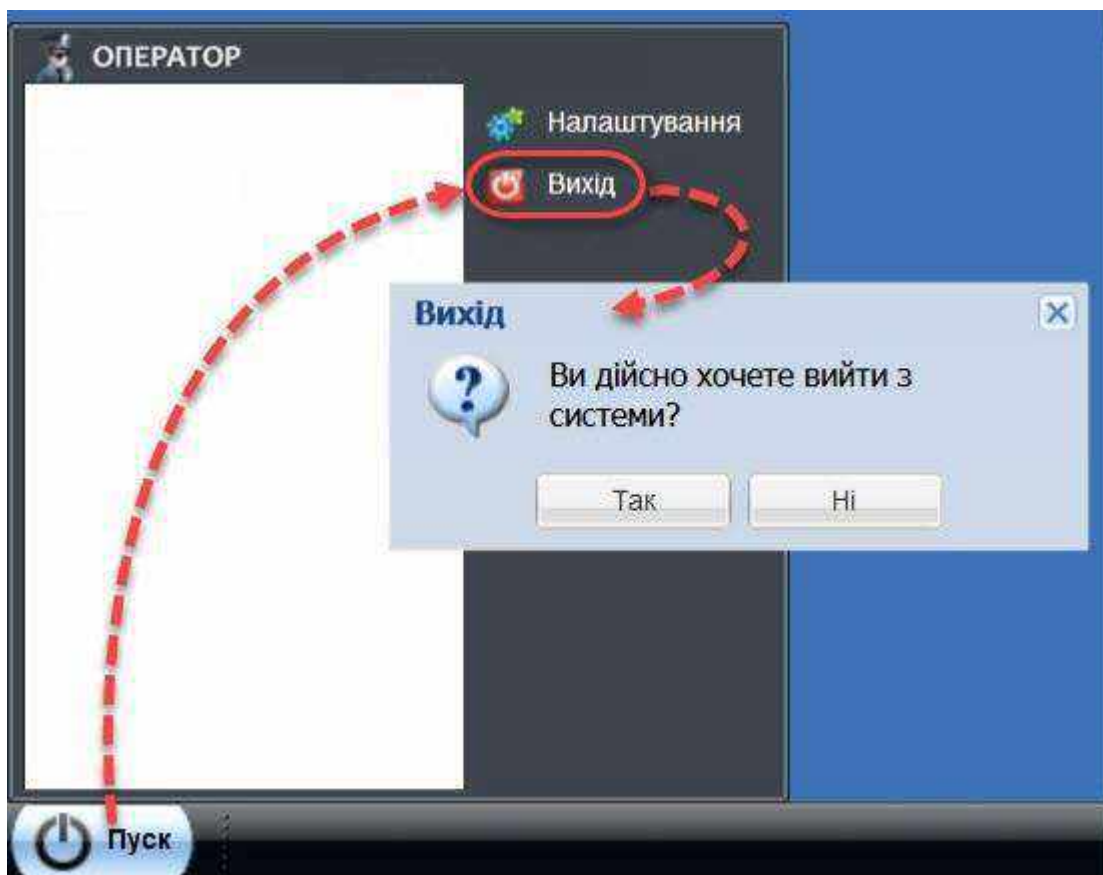 ОПЕРАТОР
Налаштування
Вихід
Вихід
Ви дійсно хочете вийти з
системи?
Так
Ні
Пуск